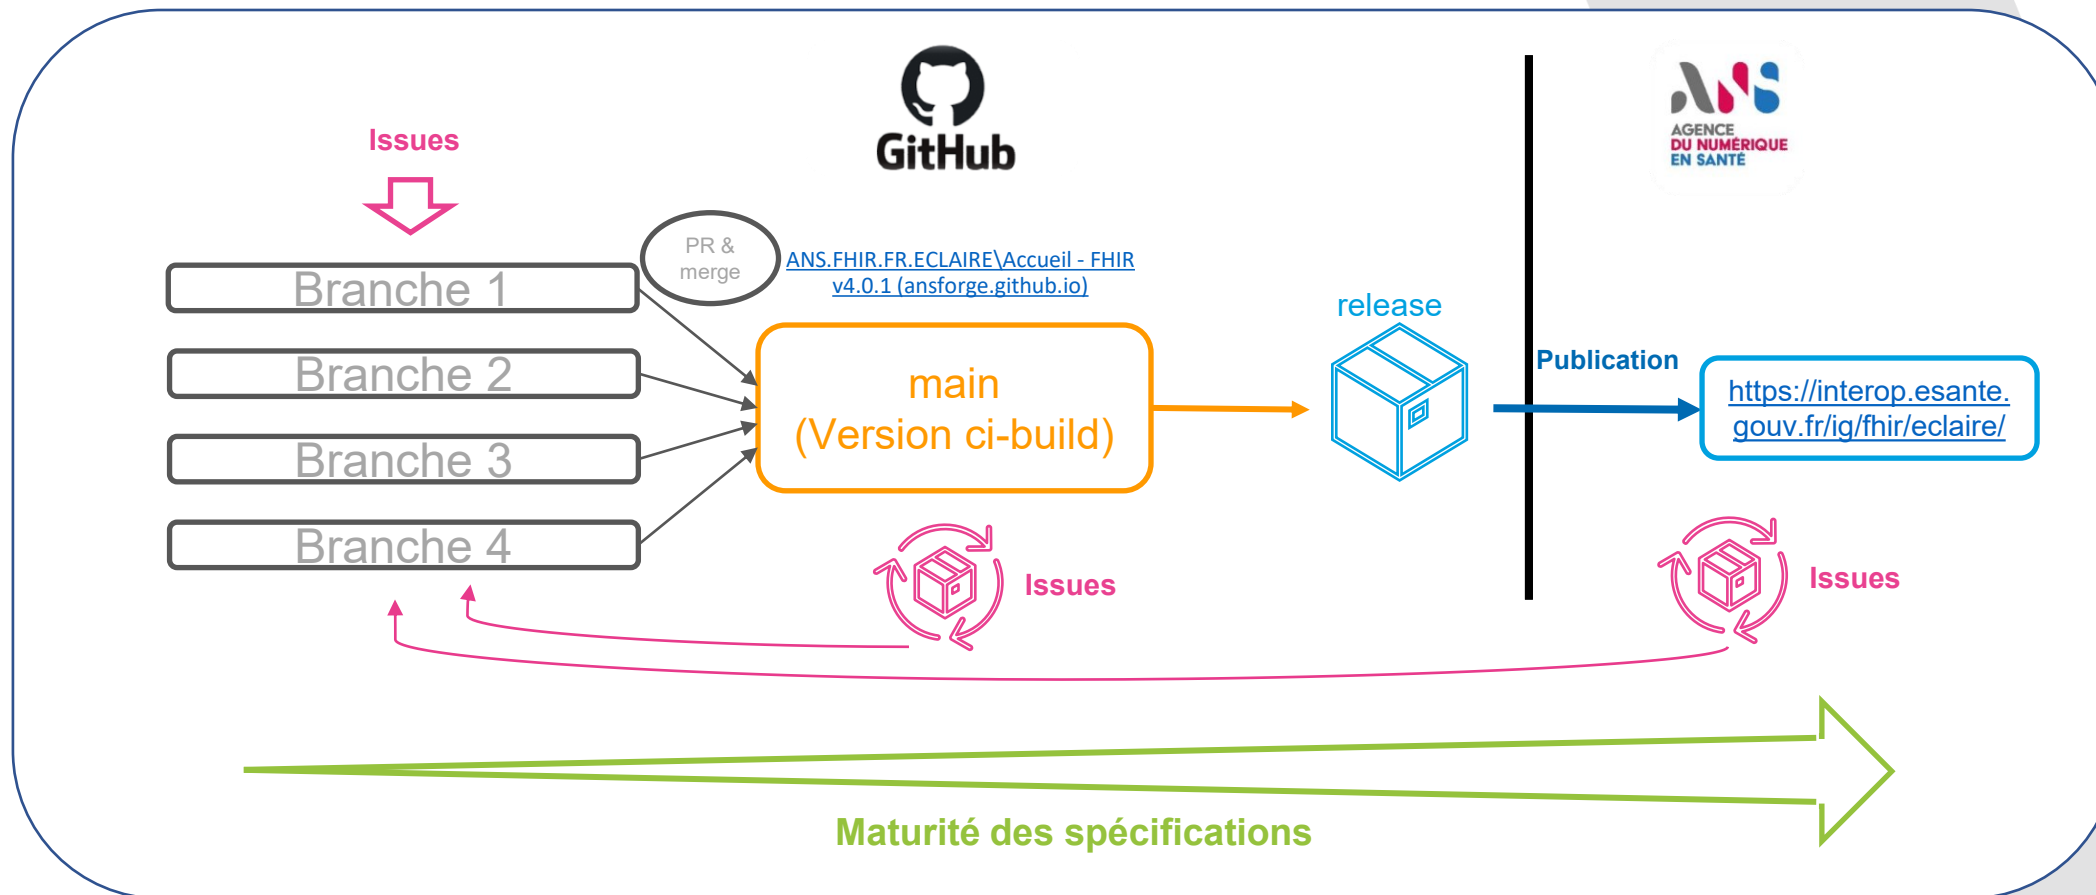 GitHub
ANS
AGENCE
DU NUMÉRIQUE
EN SANTÉ
Issues
PR &
merge
ANS.FHIR.FR.ECLAIRE\Accueil - FHIR
v4.0.1 (ansforge.github.io)
Branche 1
Branche 2
Branche 3
Branche 4
main
(Version ci-build)
release
Publication
https://interop.esante.
gouv.fr/ig/fhir/eclaire/
Issues
Issues
Maturité des spécifications